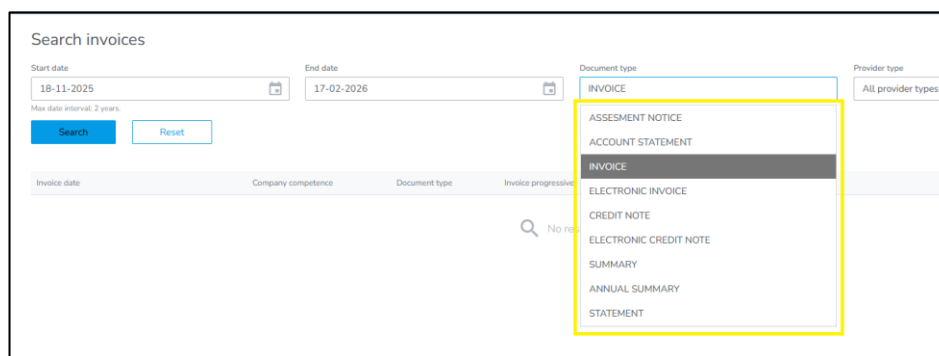 Search invoices
Start date
End date
Document type
Provider type
18-11-2025
17-02-2026
INVOICE
All provider types
Max date interval: 2 years.
Search
Reset
ASSESMENT NOTICE
ACCOUNT STATEMENT
INVOICE
ELECTRONIC INVOICE
CREDIT NOTE
ELECTRONIC CREDIT NOTE
SUMMARY
ANNUAL SUMMARY
STATEMENT
Invoice date
Company competence
Document type
Invoice progressive
No